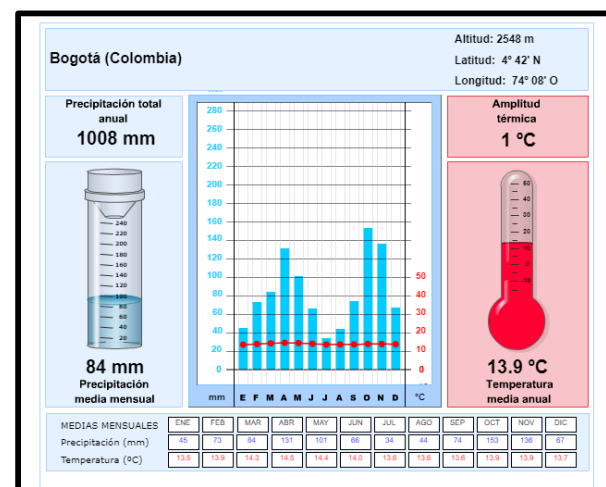 Bogotá (Colombia)
Altitud: 2548 m
Latitud: 4º 42' N
Longitud: 74º 08' O
Precipitación total
anual
1008 mm
280
260
240
220
200
180
160
140
120
100
80
60
40
20
0
50
40
30
20
10
0
mm E F M A M J J A S O N D ºC
Amplitud
térmica
1 ºC
240
220
200
180
160
140
120
100
80
60
40
20
84 mm
Precipitación
media mensual
60
40
30
20
10
0
-10
13.9 ºC
Temperatura
media anual
MEDIAS MENSUALES ENE FEB MAR ABR MAY JUN JUL AGO SEP OCT NOV DIC
Precipitación (mm) 45 73 84 131 101 66 34 44 74 153 136 67
Temperatura (ºC) 13.5 13.9 14.3 14.5 14.4 14.0 13.6 13.6 13.6 13.9 13.9 13.7